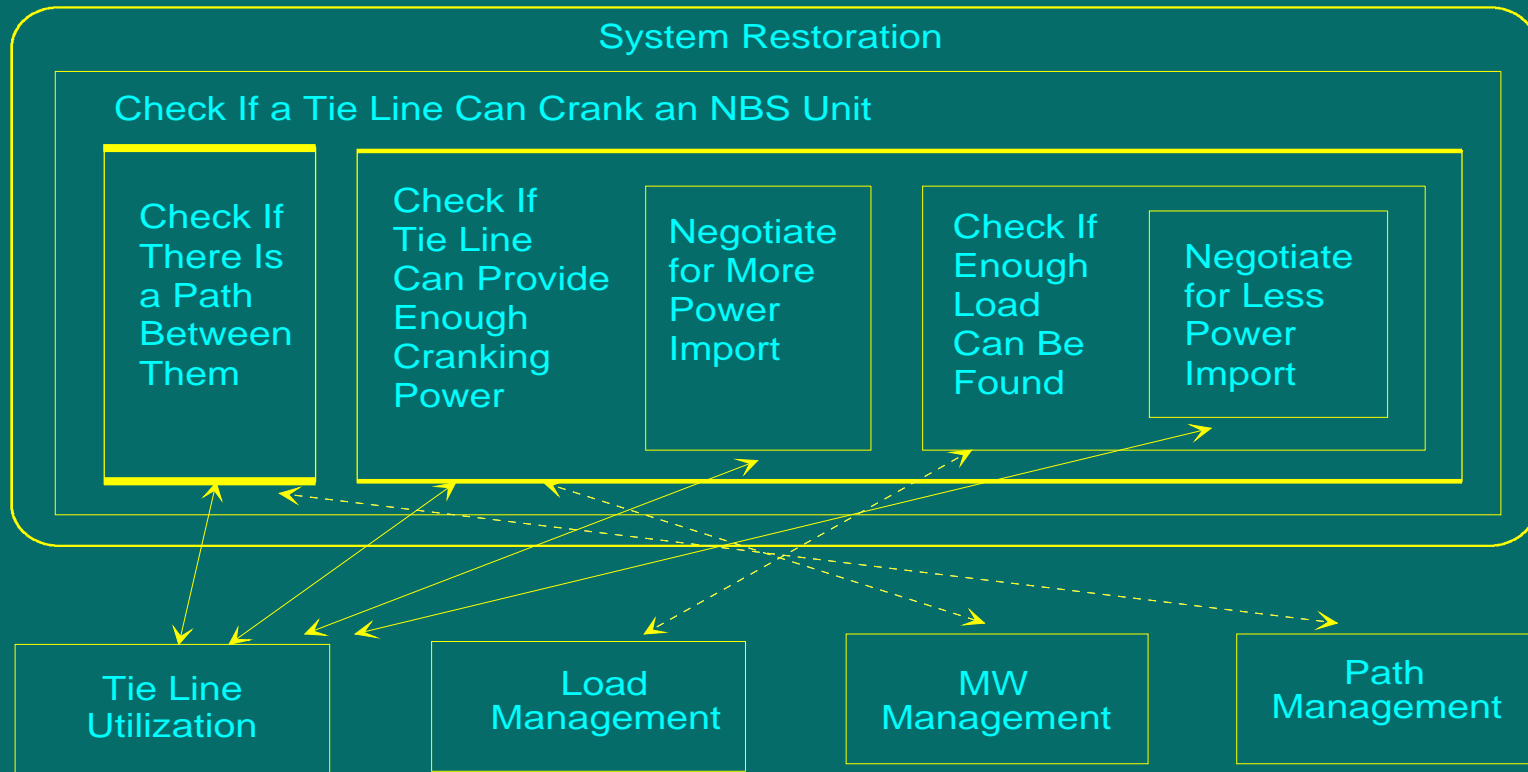 System Restoration
Check If a Tie Line Can Crank an NBS Unit
Check If
There Is
a Path
Between
Them
Check If
Tie Line
Can Provide
Enough
Cranking
Power
Negotiate
for More
Power
Import
Check If
Enough
Load
Can Be
Found
Negotiate
for Less
Power
Import
Tie Line
Utilization
Load
Management
MW
Management
Path
Management